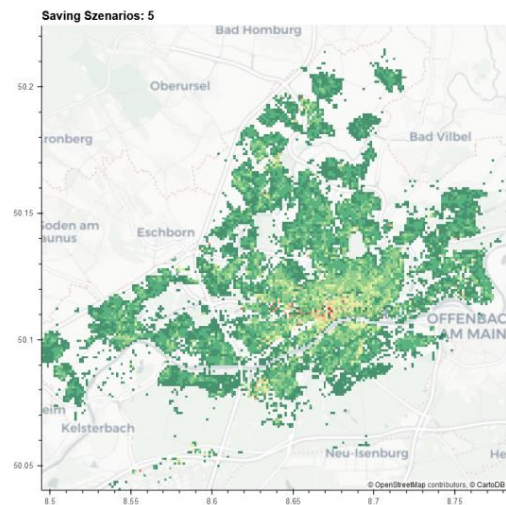 Saving Szenarios: 5
Bad Homburg
50.2
Oberursel
ronberg
Bad Vilbel
50.15
Soden am
aunus
Eschborn
OFFENBAC
AM MAIN
50.1
eim
Kelsterbach
Neu-Isenburg
He
50.05
© OpenStreetMap contributors, © CartoDB
8.5
8.55
8.6
8.65
8.7
8.75